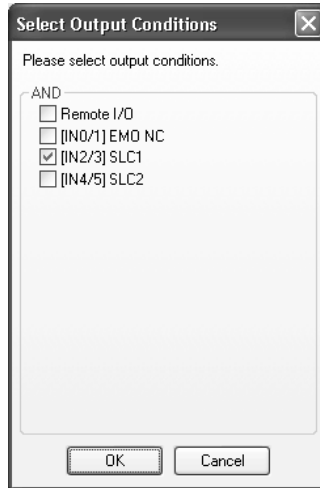 Select Output Conditions
Please select output conditions.
AND
Remote I/O
[IN0/1] EMO NC
[IN2/3] SLC1
[IN4/5] SLC2
OK Cancel